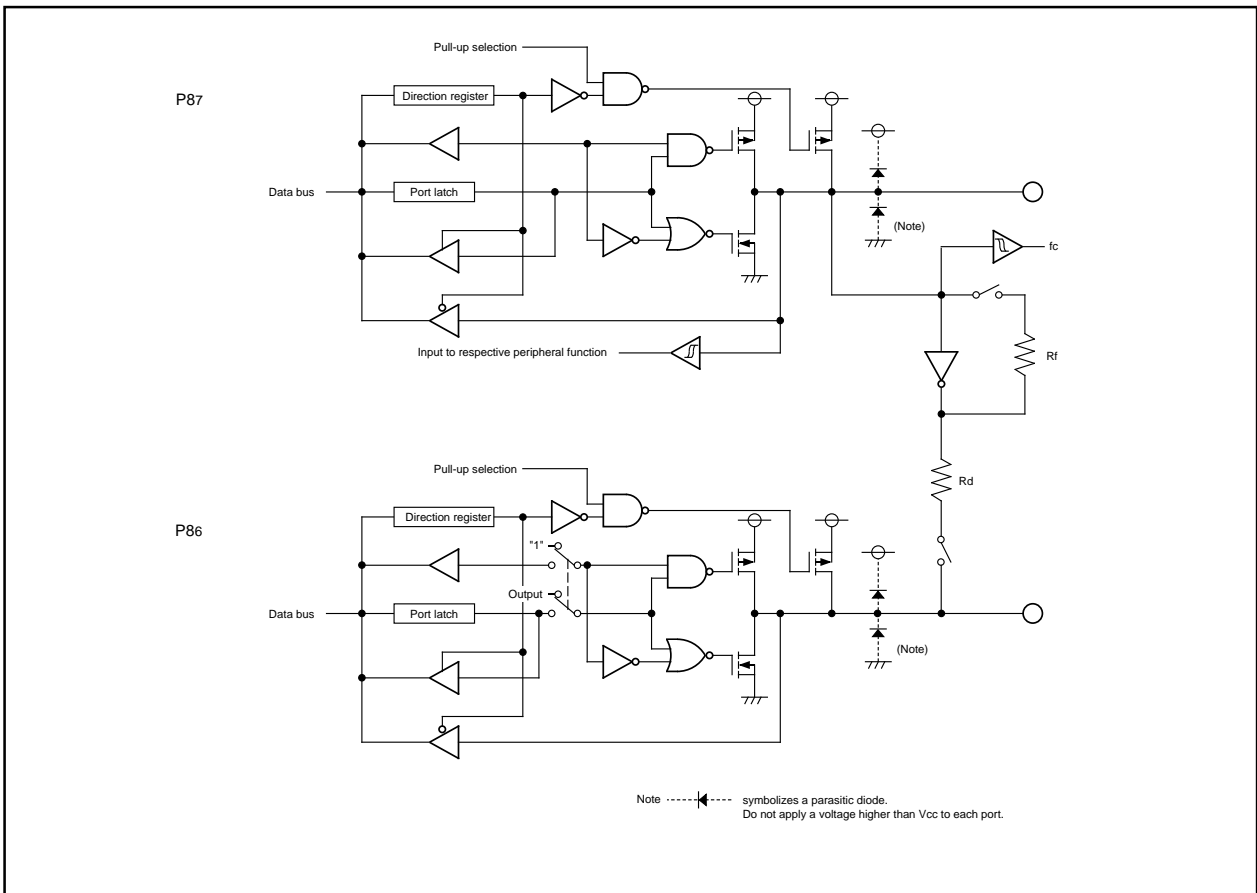 Pull-up selection
P87
Direction register
Data bus
Port latch
(Note)
fc
Input to respective peripheral function
Rf
Rd
Pull-up selection
P86
Direction register
"1"
Output
Data bus
Port latch
(Note)
Note
symbolizes a parasitic diode.
Do not apply a voltage higher than Vcc to each port.